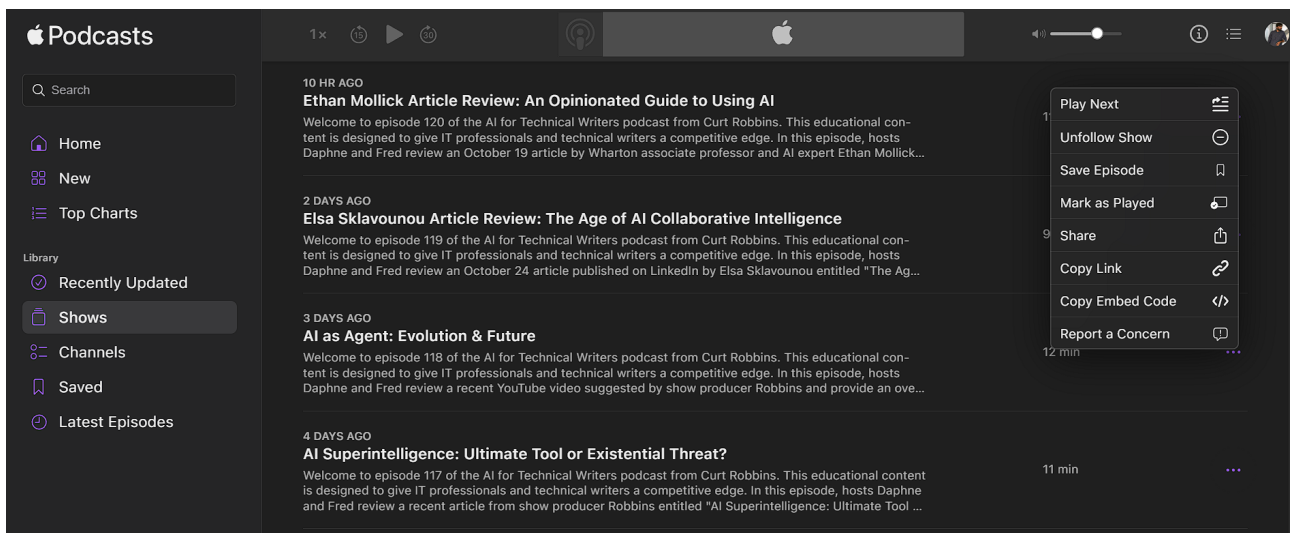 Podcasts
1×
15
30
Search
Home
New
Top Charts
Library
Recently Updated
Shows
Channels
Saved
Latest Episodes
10 HR AGO
Ethan Mollick Article Review: An Opinionated Guide to Using AI
Welcome to episode 120 of the AI for Technical Writers podcast from Curt Robbins. This educational con-
tent is designed to give IT professionals and technical writers a competitive edge. In this episode, hosts
Daphne and Fred review an October 19 article by Wharton associate professor and AI expert Ethan Mollick...
2 DAYS AGO
Elsa Sklavounou Article Review: The Age of AI Collaborative Intelligence
Welcome to episode 119 of the AI for Technical Writers podcast from Curt Robbins. This educational con-
tent is designed to give IT professionals and technical writers a competitive edge. In this episode, hosts
Daphne and Fred review an October 24 article published on LinkedIn by Elsa Sklavounou entitled "The Ag...
3 DAYS AGO
AI as Agent: Evolution & Future
Welcome to episode 118 of the AI for Technical Writers podcast from Curt Robbins. This educational con-
tent is designed to give IT professionals and technical writers a competitive edge. In this episode, hosts
Daphne and Fred review a recent YouTube video suggested by show producer Robbins and provide an ove...
12 min
4 DAYS AGO
AI Superintelligence: Ultimate Tool or Existential Threat?
Welcome to episode 117 of the AI for Technical Writers podcast from Curt Robbins. This educational content
is designed to give IT professionals and technical writers a competitive edge. In this episode, hosts Daphne
and Fred review a recent article from show producer Robbins entitled "AI Superintelligence: Ultimate Tool ...
11 min
Play Next
Unfollow Show
Save Episode
Mark as Played
Share
Copy Link
Copy Embed Code
Report a Concern